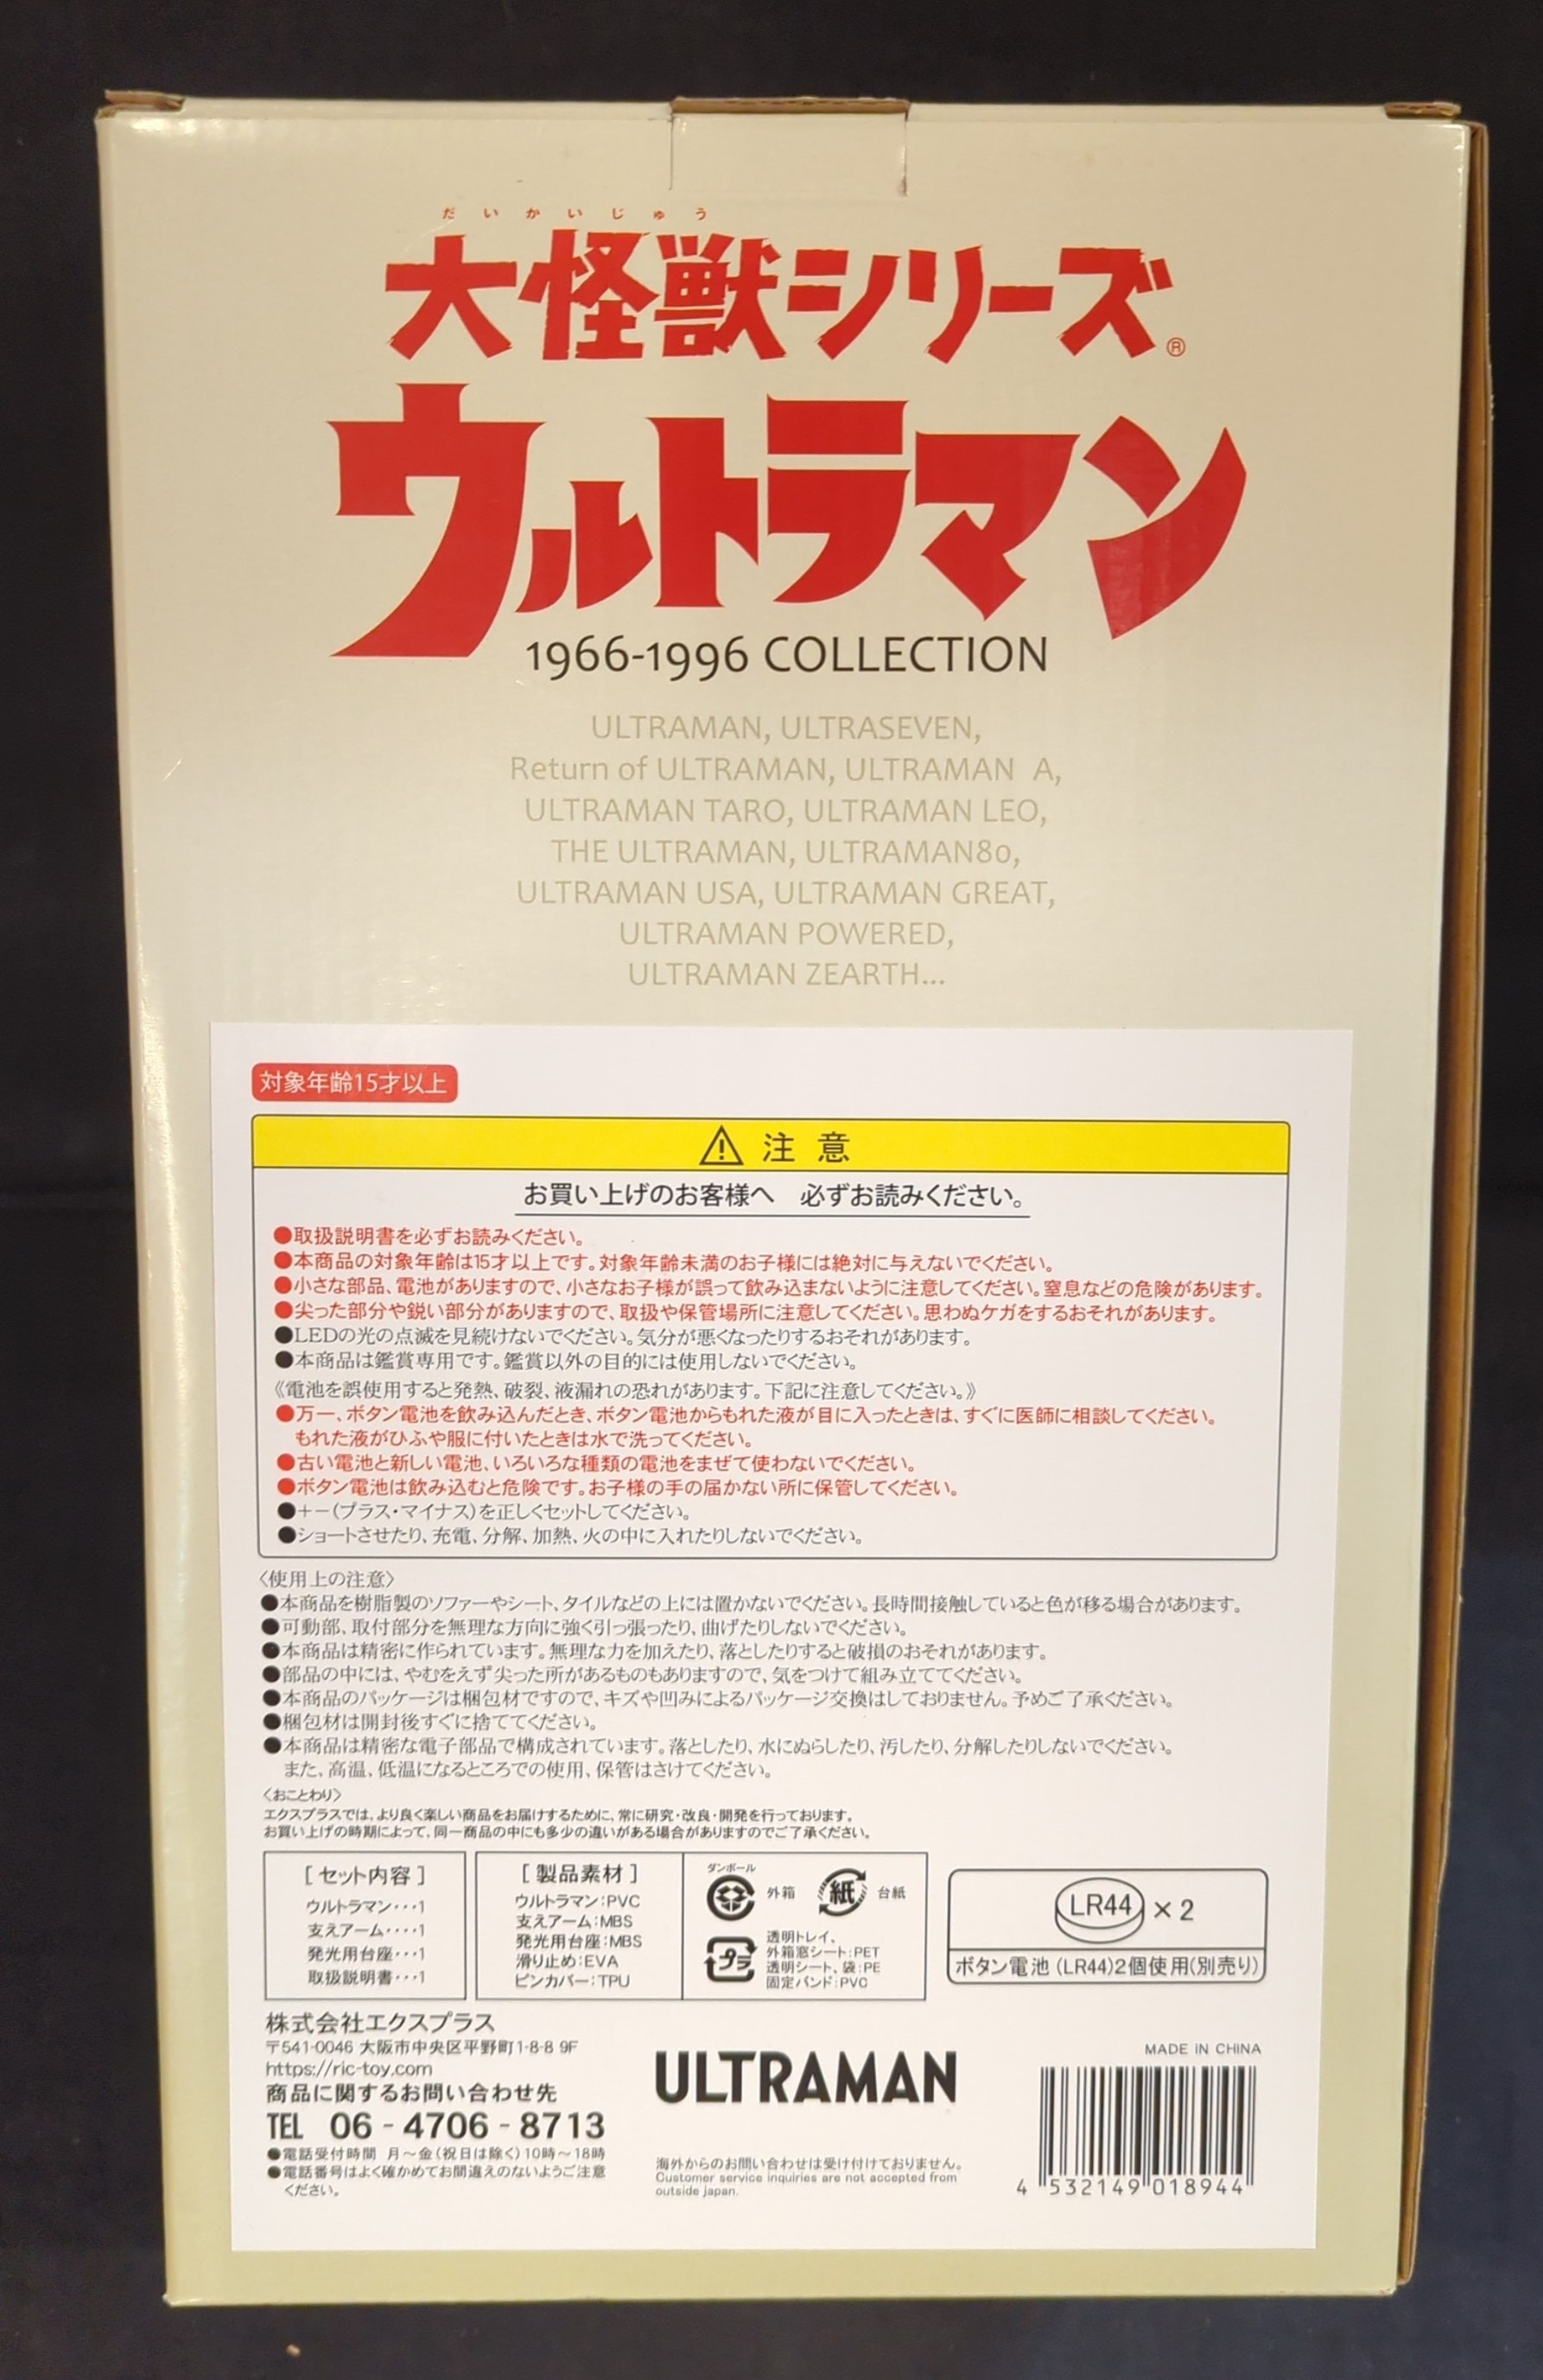 だいかいじゅう
大怪獣シリーズ®
ウルトラマン
1966-1996 COLLECTION
ULTRAMAN, ULTRASEVEN,
Return of ULTRAMAN, ULTRAMAN A,
ULTRAMAN TARO, ULTRAMAN LEO,
THE ULTRAMAN, ULTRAMAN80,
ULTRAMAN USA, ULTRAMAN GREAT,
ULTRAMAN POWERED,
ULTRAMAN ZEARTH...
対象年齢15才以上
注意
お買い上げのお客様へ 必ずお読みください。
●取扱説明書を必ずお読みください。
●本商品の対象年齢は15才以上です。対象年齢未満のお子様には絶対に与えないでください。
●小さな部品、電池がありますので、小さなお子様が誤って飲み込まないように注意してください。窒息などの危険があります。
●尖った部分や鋭い部分がありますので、取扱や保管場所に注意してください。思わぬケガをするおそれがあります。
●LEDの光の点滅を見続けないでください。気分が悪くなったりするおそれがあります。
●本商品は鑑賞専用です。鑑賞以外の目的には使用しないでください。
《電池を誤使用すると発熱、破裂、液漏れの恐れがあります。下記に注意してください。》
●万一、ボタン電池を飲み込んだとき、ボタン電池からもれた液が目に入ったときは、すぐに医師に相談してください。
もれた液がひふや服に付いたときは水で洗ってください。
●古い電池と新しい電池、いろいろな種類の電池をまぜて使わないでください。
●ボタン電池は飲み込むと危険です。お子様の手の届かない所に保管してください。
●+-(プラス・マイナス)を正しくセットしてください。
●ショートさせたり、充電、分解、加熱、火の中に入れたりしないでください。
〈使用上の注意〉
●本商品を樹脂製のソファーやシート、タイルなどの上には置かないでください。長時間接触していると色が移る場合があります。
●可動部、取付部分を無理な方向に強く引っ張ったり、曲げたりしないでください。
●本商品は精密に作られています。無理な力を加えたり、落としたりすると破損のおそれがあります。
●部品の中には、やむをえず尖った所があるものもありますので、気をつけて組み立ててください。
●本商品のパッケージは梱包材ですので、キズや凹みによるパッケージ交換はしておりません。予めご了承ください。
●梱包材は開封後すぐに捨ててください。
●本商品は精密な電子部品で構成されています。落としたり、水にぬらしたり、汚したり、分解したりしないでください。
また、高温、低温になるところでの使用、保管はさけてください。
〈おことわり〉
エクスプラスでは、より良く楽しい商品をお届けするために、常に研究・改良・開発を行っております。
お買い上げの時期によって、同一商品の中にも多少の違いがある場合がありますのでご了承ください。
[セット内容]
ウルトラマン・・・1
支えアーム・・・・1
発光用台座・・・1
取扱説明書・・・1
[製品素材]
ウルトラマン:PVC
支えアーム:MBS
発光用台座:MBS
滑り止め:EVA
ピンカバー:TPU
ダンボール
外箱
紙
台紙
プラ
透明トレイ、
外箱窓シート:PET
透明シート、袋:PE
固定バンド:PVC
LR44 ×2
ボタン電池(LR44)2個使用(別売り)
株式会社エクスプラス
〒541-0046 大阪市中央区平野町1-8-8 9F
https://ric-toy.com
商品に関するお問い合わせ先
TEL 06-4706-8713
●電話受付時間 月〜金(祝日は除く)10時〜18時
●電話番号はよく確かめてお間違えのないようご注意
ください。
ULTRAMAN
海外からのお問い合わせは受け付けておりません。
Customer service inquiries are not accepted from
outside japan.
MADE IN CHINA
4 532149 018944